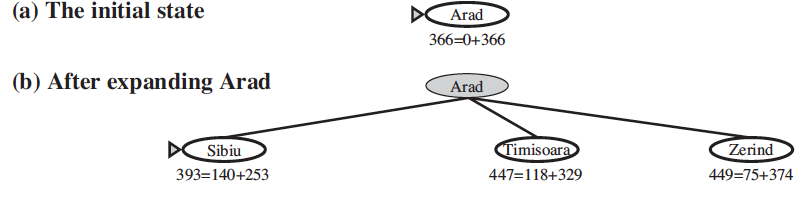 (a) The initial state
Arad
366=0+366
(b) After expanding Arad
Arad
Sibiu
Timisoara
Zerind
393=140+253
447=118+329
449=75+374